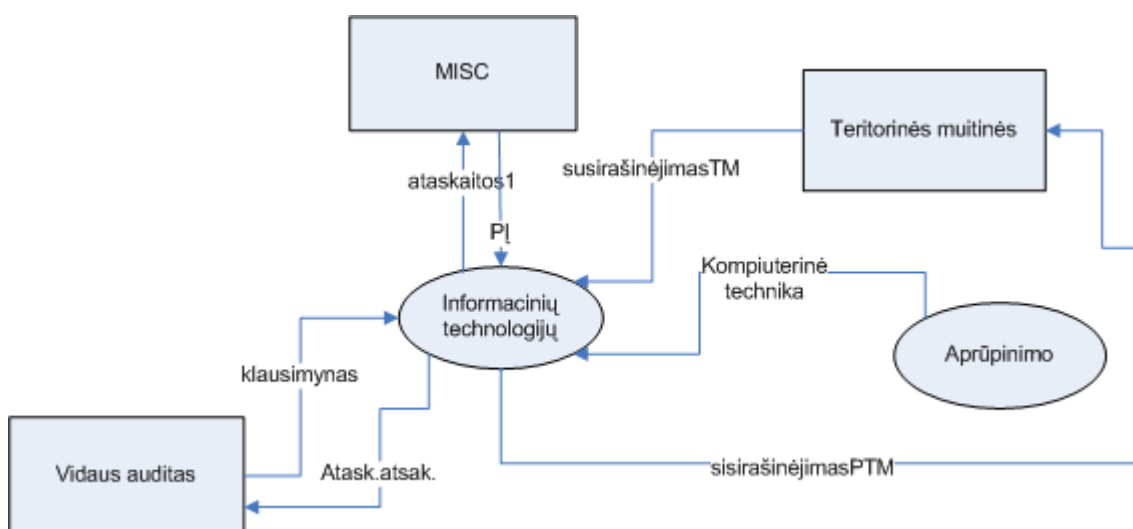 MISC
Teritorinės muitinės
susirašinėjimasTM
ataskaitos1
PĮ
Kompiuterinė
technika
Informacinių
technologijų
Aprūpinimo
klausimynas
Vidaus auditas
Atask.atsak.
sisirašinėjimasPTM